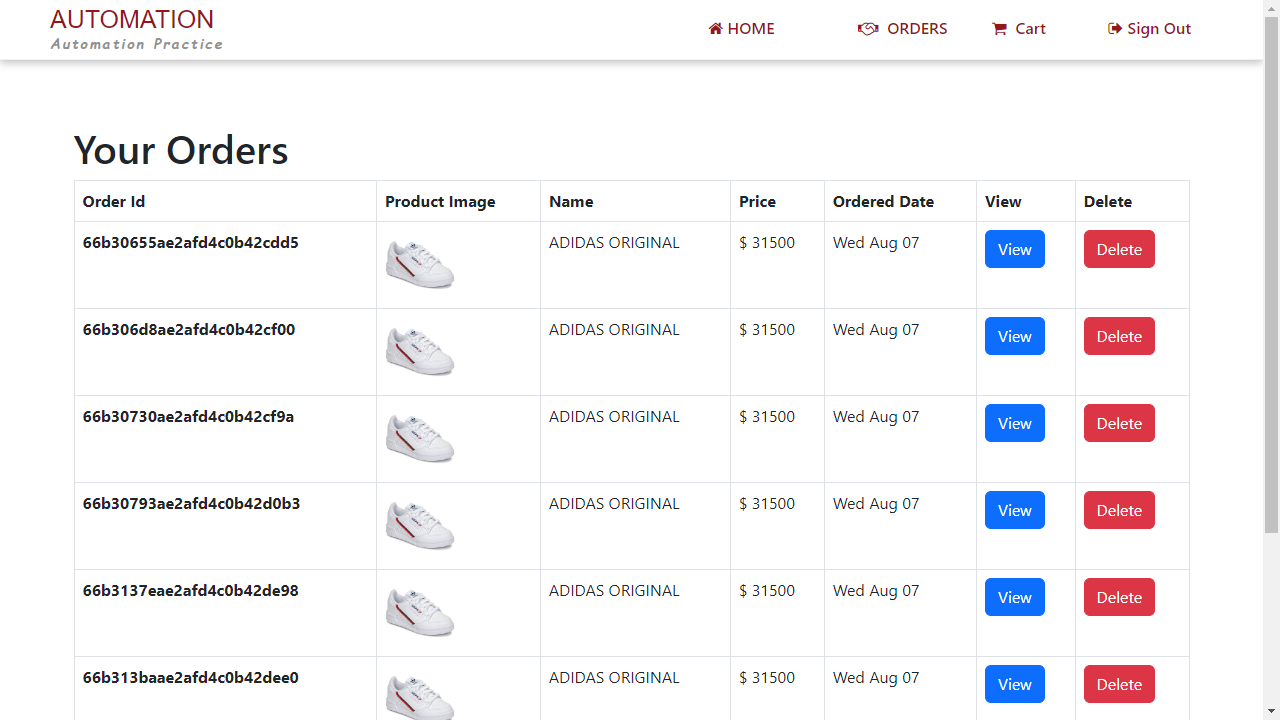 AUTOMATION
Automation Practice
HOME ORDERS Cart Sign Out
Your Orders
Order Id Product Image Name Price Ordered Date View Delete
66b30655ae2afd4c0b42cdd5 ADIDAS ORIGINAL $ 31500 Wed Aug 07 View Delete
66b306d8ae2afd4c0b42cf00 ADIDAS ORIGINAL $ 31500 Wed Aug 07 View Delete
66b30730ae2afd4c0b42cf9a ADIDAS ORIGINAL $ 31500 Wed Aug 07 View Delete
66b30793ae2afd4c0b42d0b3 ADIDAS ORIGINAL $ 31500 Wed Aug 07 View Delete
66b3137eae2afd4c0b42de98 ADIDAS ORIGINAL $ 31500 Wed Aug 07 View Delete
66b313baae2afd4c0b42dee0 ADIDAS ORIGINAL $ 31500 Wed Aug 07 View Delete